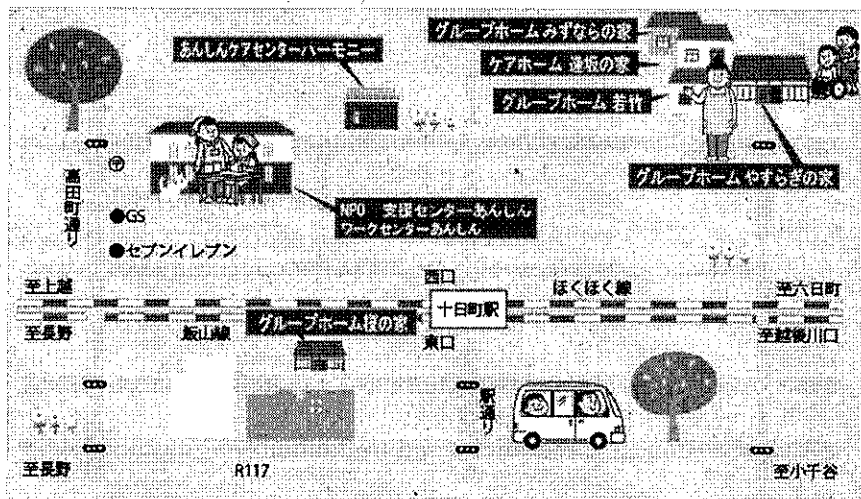 グループホーム みずならの家
あんしんケアセンターハーモニー
ケアホーム 逢坂の家
グループホーム 若竹
グループホーム やすらぎの家
高田町通り
NPO 支援センターあんしん
ワークセンターあんしん
●GS
●セブンイレブン
至上越
西口
ほくほく線
至六日町
十日町駅
至長野
飯山線
グループホーム
の家
東口
至越後川口
駅通り
至長野
R117
至小千谷